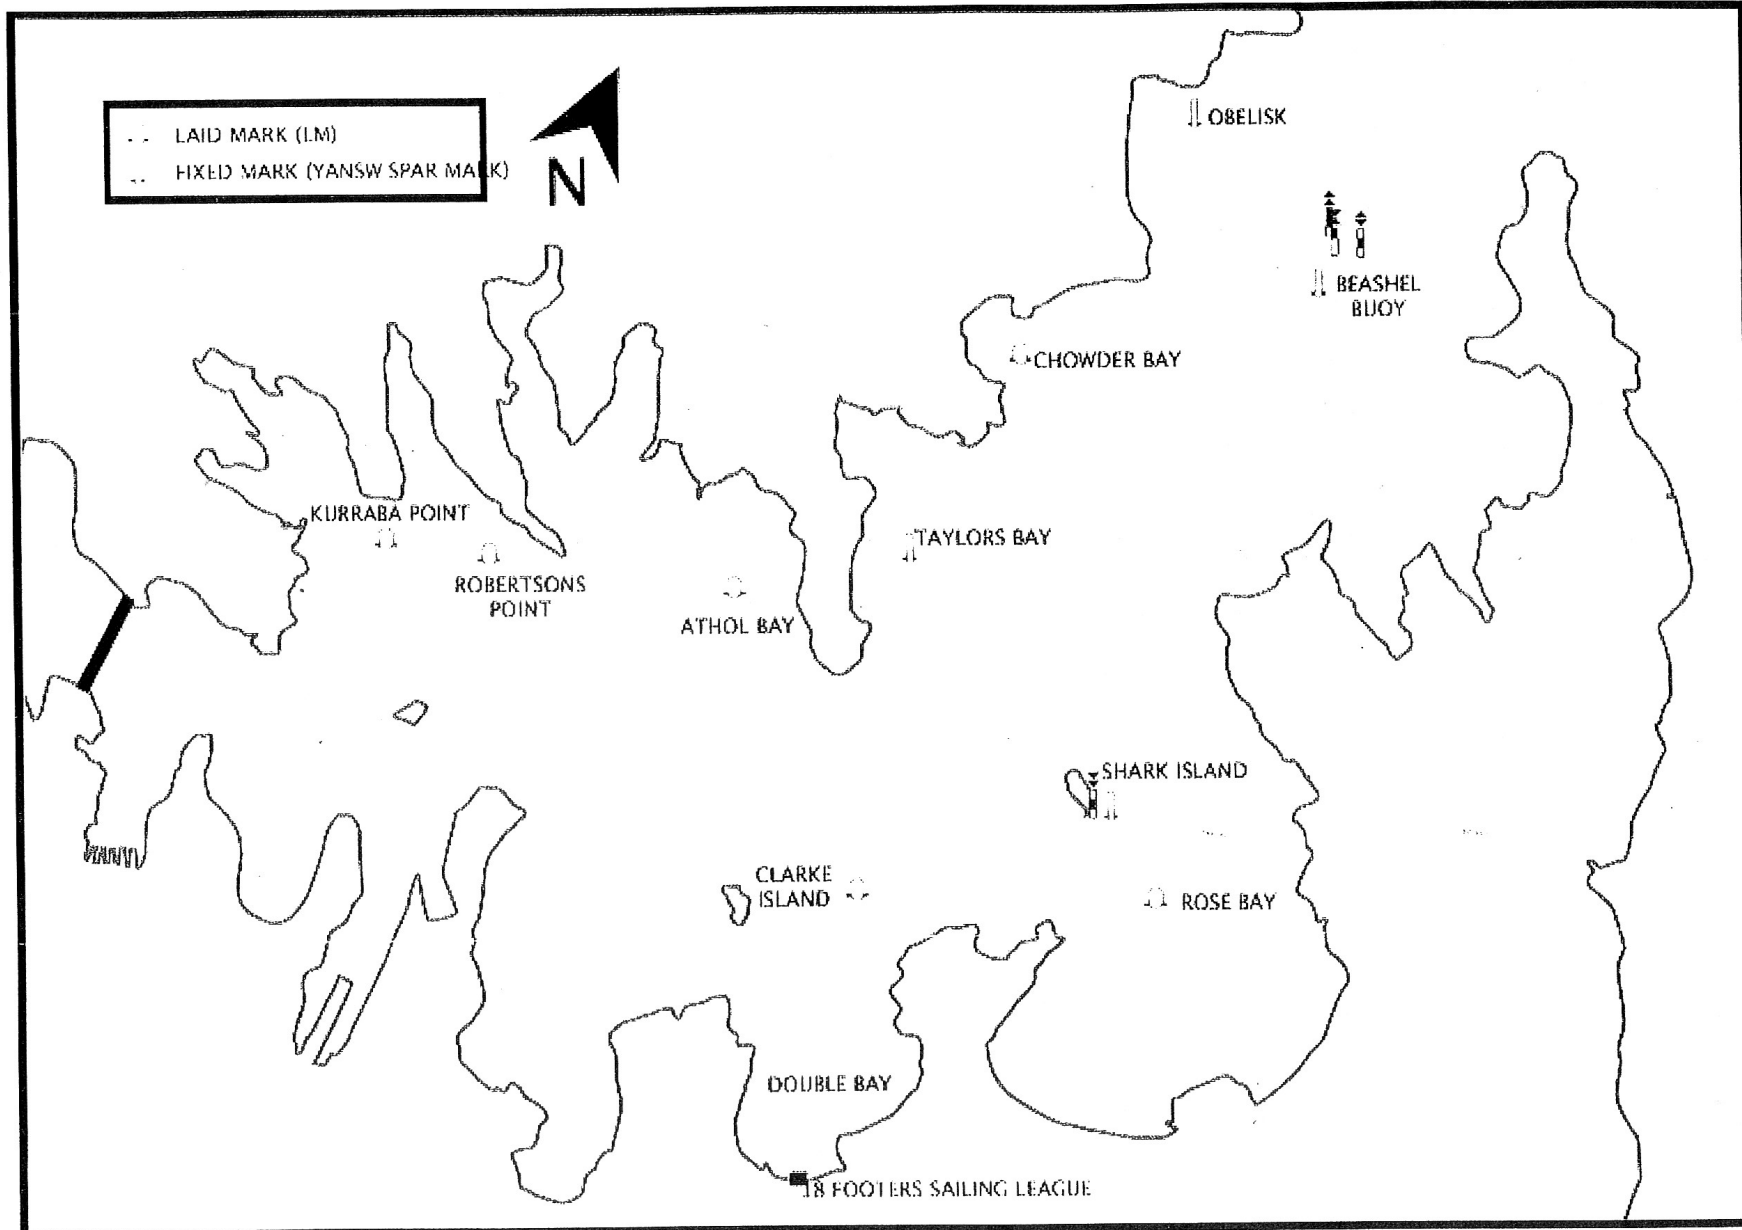 LAID MARK (LM)
FIXED MARK (YANSW SPAR MARK)
N
OBELISK
BEASHEL
BUOY
CHOWDER BAY
KURRABA POINT
TAYLORS BAY
ROBERTSONS
POINT
ATHOL BAY
SHARK ISLAND
CLARKE
ISLAND
ROSE BAY
DOUBLE BAY
18 FOOTERS SAILING LEAGUE